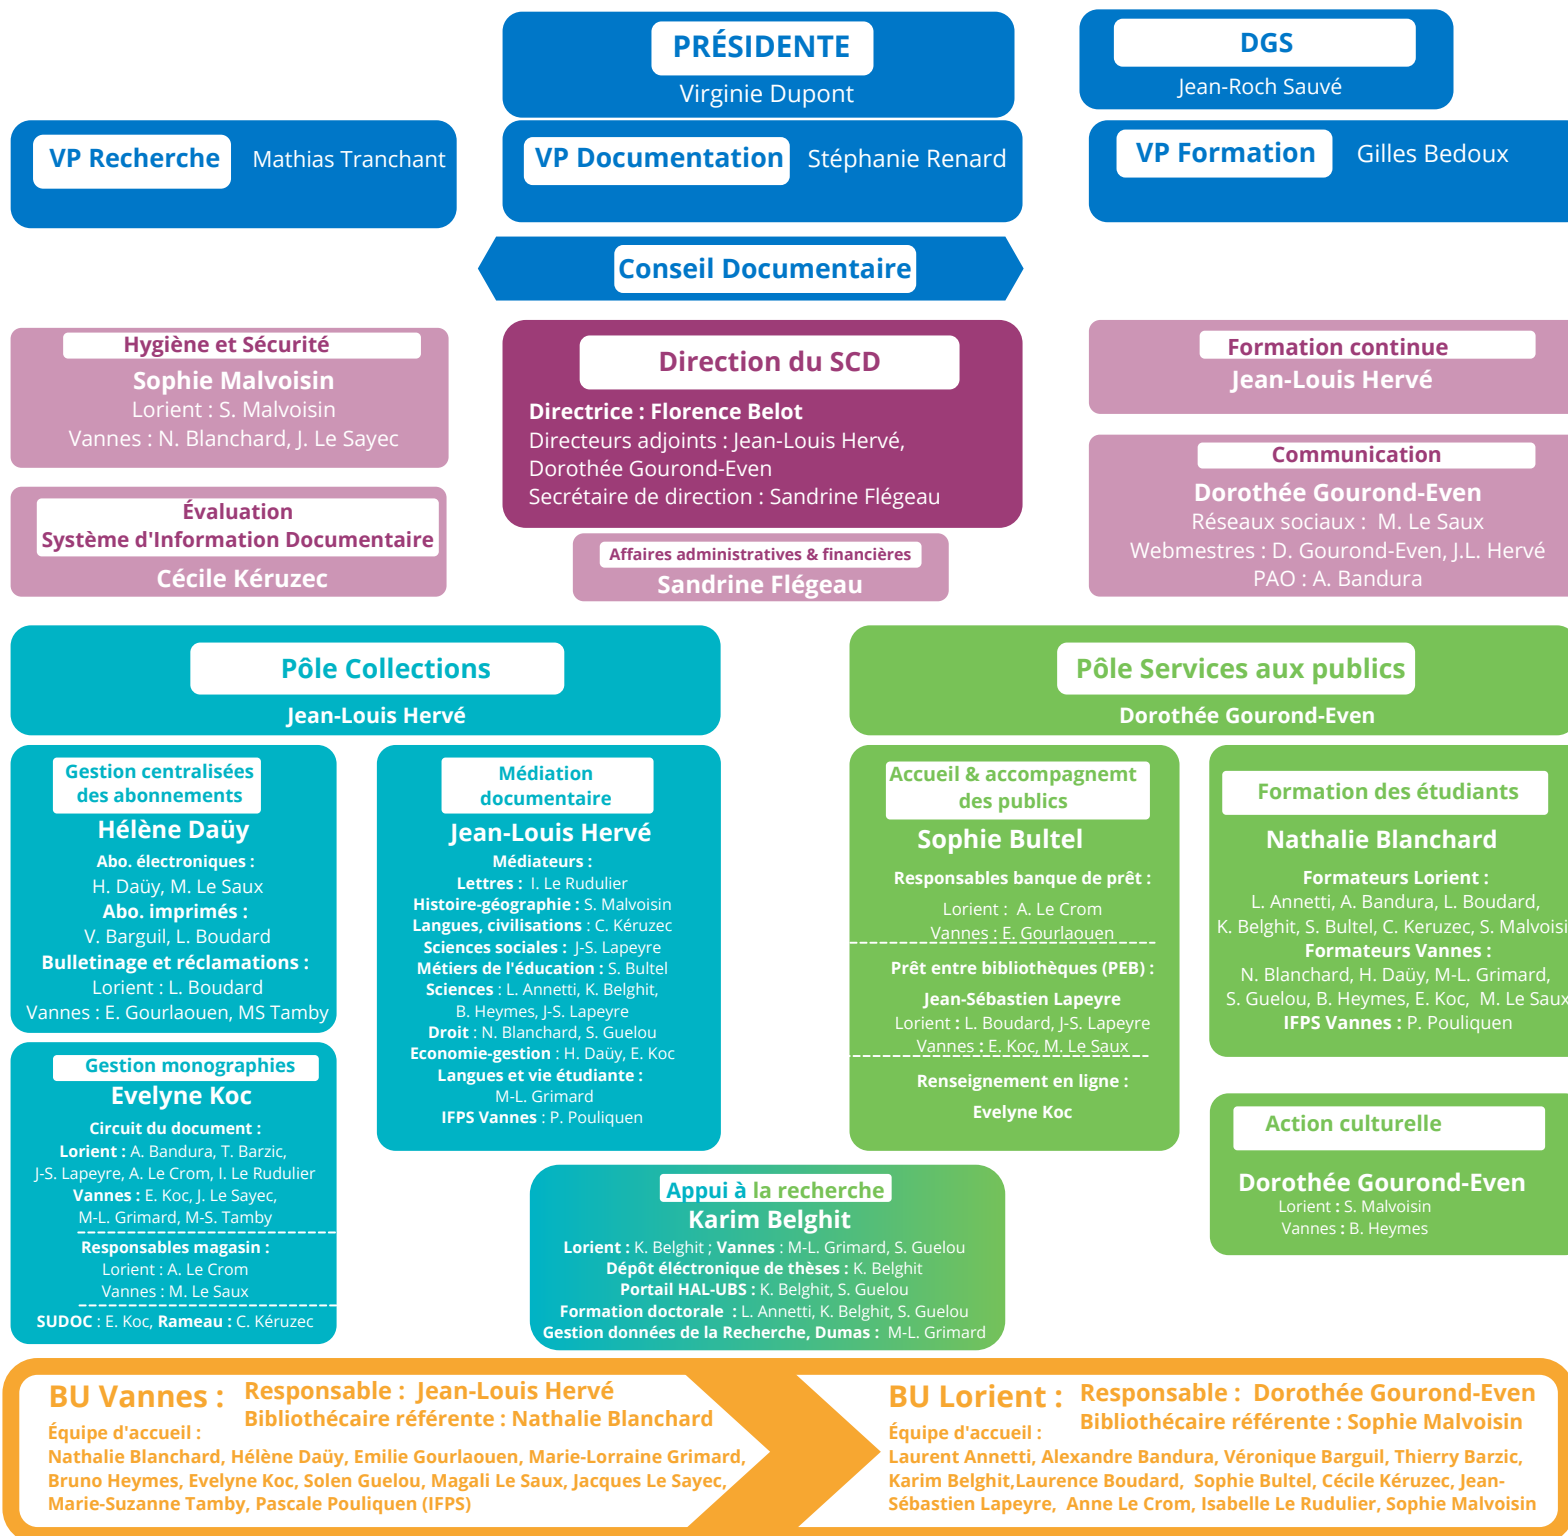 PRÉSIDENTE
Virginie Dupont
DGS
Jean-Roch Sauvé
VP Recherche Mathias Tranchant
VP Documentation Stéphanie Renard
VP Formation Gilles Bedoux
Conseil Documentaire
Hygiène et Sécurité
Sophie Malvoisin
Lorient : S. Malvoisin
Vannes : N. Blanchard, J. Le Sayec
Évaluation
Système d'Information Documentaire
Cécile Kéruzec
Direction du SCD
Directrice : Florence Belot
Directeurs adjoints : Jean-Louis Hervé,
Dorothée Gourond-Even
Secrétaire de direction : Sandrine Flégeau
Affaires administratives & financières
Sandrine Flégeau
Formation continue
Jean-Louis Hervé
Communication
Dorothée Gourond-Even
Réseaux sociaux : M. Le Saux
Webmestres : D. Gourond-Even, J.L. Hervé
PAO : A. Bandura
Pôle Collections
Jean-Louis Hervé
Gestion centralisées
des abonnements
Hélène Daüy
Abo. électroniques :
H. Daüy, M. Le Saux
Abo. imprimés :
V. Barguil, L. Boudard
Bulletinage et réclamations :
Lorient : L. Boudard
Vannes : E. Gourlaouen, MS Tamby
Gestion monographies
Evelyne Koc
Circuit du document :
Lorient : A. Bandura, T. Barzic,
J-S. Lapeyre, A. Le Crom, I. Le Rudulier
Vannes : E. Koc, J. Le Sayec,
M-L. Grimard, M-S. Tamby
Responsables magasin :
Lorient : A. Le Crom
Vannes : M. Le Saux
SUDOC : E. Koc, Rameau : C. Kéruzec
Médiation
documentaire
Jean-Louis Hervé
Médiateurs :
Lettres : I. Le Rudulier
Histoire-géographie : S. Malvoisin
Langues, civilisations : C. Kéruzec
Sciences sociales : J-S. Lapeyre
Métiers de l'éducation : S. Bultel
Sciences : L. Annetti, K. Belghit,
B. Heymes, J-S. Lapeyre
Droit : N. Blanchard, S. Guelou
Economie-gestion : H. Daüy, E. Koc
Langues et vie étudiante :
M-L. Grimard
IFPS Vannes : P. Pouliquen
Pôle Services aux publics
Dorothée Gourond-Even
Accueil & accompagnemt
des publics
Sophie Bultel
Responsables banque de prêt :
Lorient : A. Le Crom
Vannes : E. Gourlaouen
Prêt entre bibliothèques (PEB) :
Jean-Sébastien Lapeyre
Lorient : L. Boudard, J-S. Lapeyre
Vannes : E. Koc, M. Le Saux
Renseignement en ligne :
Evelyne Koc
Formation des étudiants
Nathalie Blanchard
Formateurs Lorient :
L. Annetti, A. Bandura, L. Boudard,
K. Belghit, S. Bultel, C. Keruzec, S. Malvoisi
Formateurs Vannes :
N. Blanchard, H. Daüy, M-L. Grimard,
S. Guelou, B. Heymes, E. Koc, M. Le Saux
IFPS Vannes : P. Pouliquen
Action culturelle
Dorothée Gourond-Even
Lorient : S. Malvoisin
Vannes : B. Heymes
Appui à la recherche
Karim Belghit
Lorient : K. Belghit ; Vannes : M-L. Grimard, S. Guelou
Dépôt éléctronique de thèses : K. Belghit
Portail HAL-UBS : K. Belghit, S. Guelou
Formation doctorale : L. Annetti, K. Belghit, S. Guelou
Gestion données de la Recherche, Dumas : M-L. Grimard
BU Vannes : Responsable : Jean-Louis Hervé
Bibliothécaire référente : Nathalie Blanchard
Équipe d'accueil :
Nathalie Blanchard, Hélène Daüy, Emilie Gourlaouen, Marie-Lorraine Grimard,
Bruno Heymes, Evelyne Koc, Solen Guelou, Magali Le Saux, Jacques Le Sayec,
Marie-Suzanne Tamby, Pascale Pouliquen (IFPS)
BU Lorient : Responsable : Dorothée Gourond-Even
Bibliothécaire référente : Sophie Malvoisin
Équipe d'accueil :
Laurent Annetti, Alexandre Bandura, Véronique Barguil, Thierry Barzic,
Karim Belghit,Laurence Boudard, Sophie Bultel, Cécile Kéruzec, Jean-
Sébastien Lapeyre, Anne Le Crom, Isabelle Le Rudulier, Sophie Malvoisin